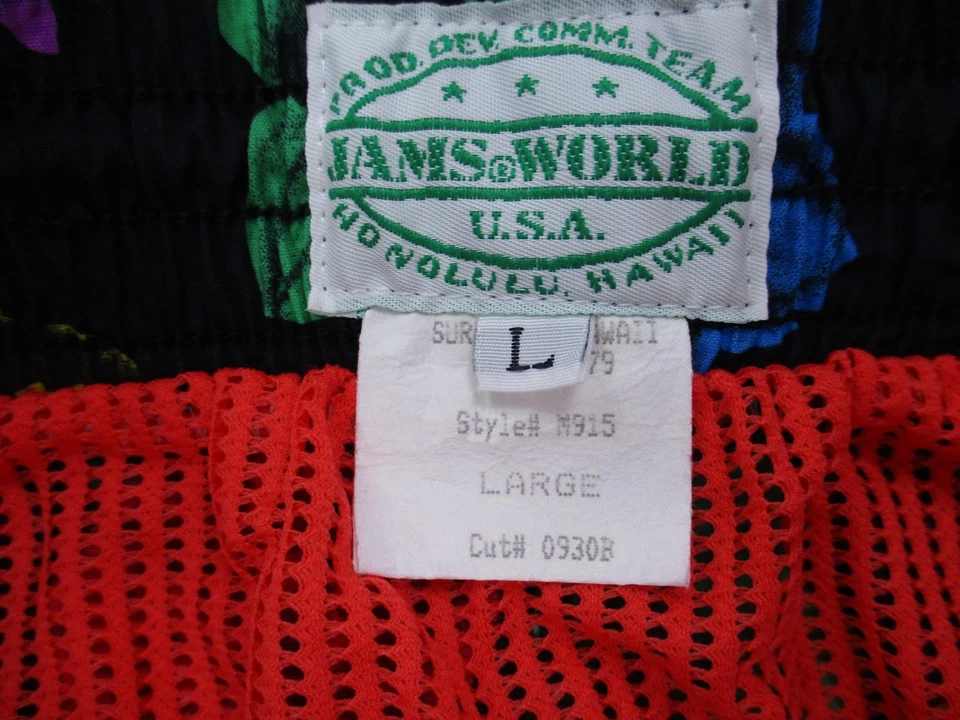 PROD. DEV. COMM. TEAM
JAMS®WORLD
U.S.A.
HONOLULU, HAWAII
L
79
Style# M915
LARGE
Cut# 0930B